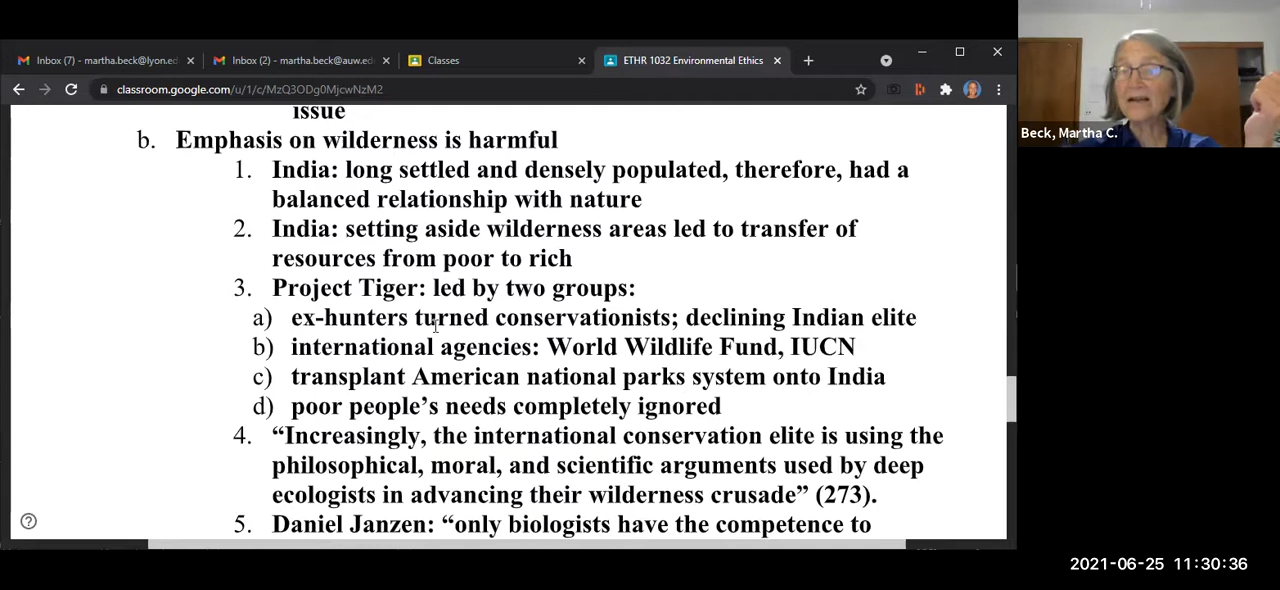 Inbox (7) - martha.beck@lyon.ed
Inbox (2) - martha.beck@auw.ed
Classes
ETHR 1032 Environmental Ethics
classroom.google.com/u/1/c/MzQ3ODg0MjcwNzM2
issue
b. Emphasis on wilderness is harmful
1. India: long settled and densely populated, therefore, had a
balanced relationship with nature
2. India: setting aside wilderness areas led to transfer of
resources from poor to rich
3. Project Tiger: led by two groups:
a) ex-hunters turned conservationists; declining Indian elite
b) international agencies: World Wildlife Fund, IUCN
c) transplant American national parks system onto India
d) poor people’s needs completely ignored
4. “Increasingly, the international conservation elite is using the
philosophical, moral, and scientific arguments used by deep
ecologists in advancing their wilderness crusade” (273).
5. Daniel Janzen: “only biologists have the competence to
Beck, Martha C.
2021-06-25 11:30:36